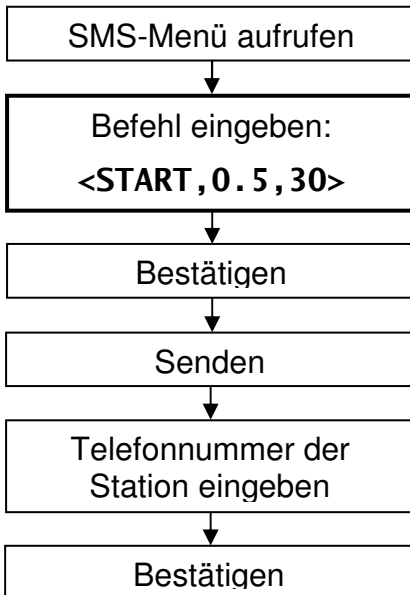 SMS-Menü aufrufen
Befehl eingeben:
<START,0.5,30>
Bestätigen
Senden
Telefonnummer der
Station eingeben
Bestätigen